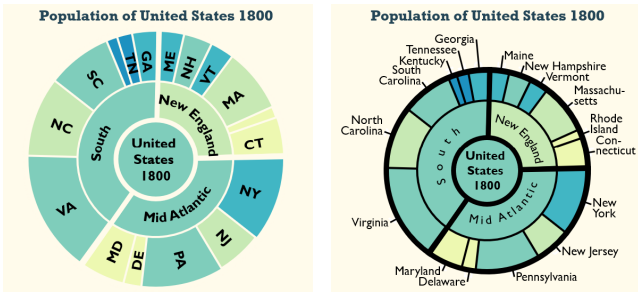 Population of United States 1800
SC
TN
GA
ME
NH
VT
MA
CT
NC
South
New England
United
States
1800
VA
Mid Atlantic
NY
MD
DE
PA
NJ
Population of United States 1800
Georgia
Tennessee
Kentucky
South
Carolina
Maine
New Hampshire
Vermont
Massachu-
setts
Rhode
Island
Con-
necticut
North
Carolina
South
New England
United
States
1800
Mid Atlantic
Virginia
New
York
New Jersey
Maryland
Delaware
Pennsylvania